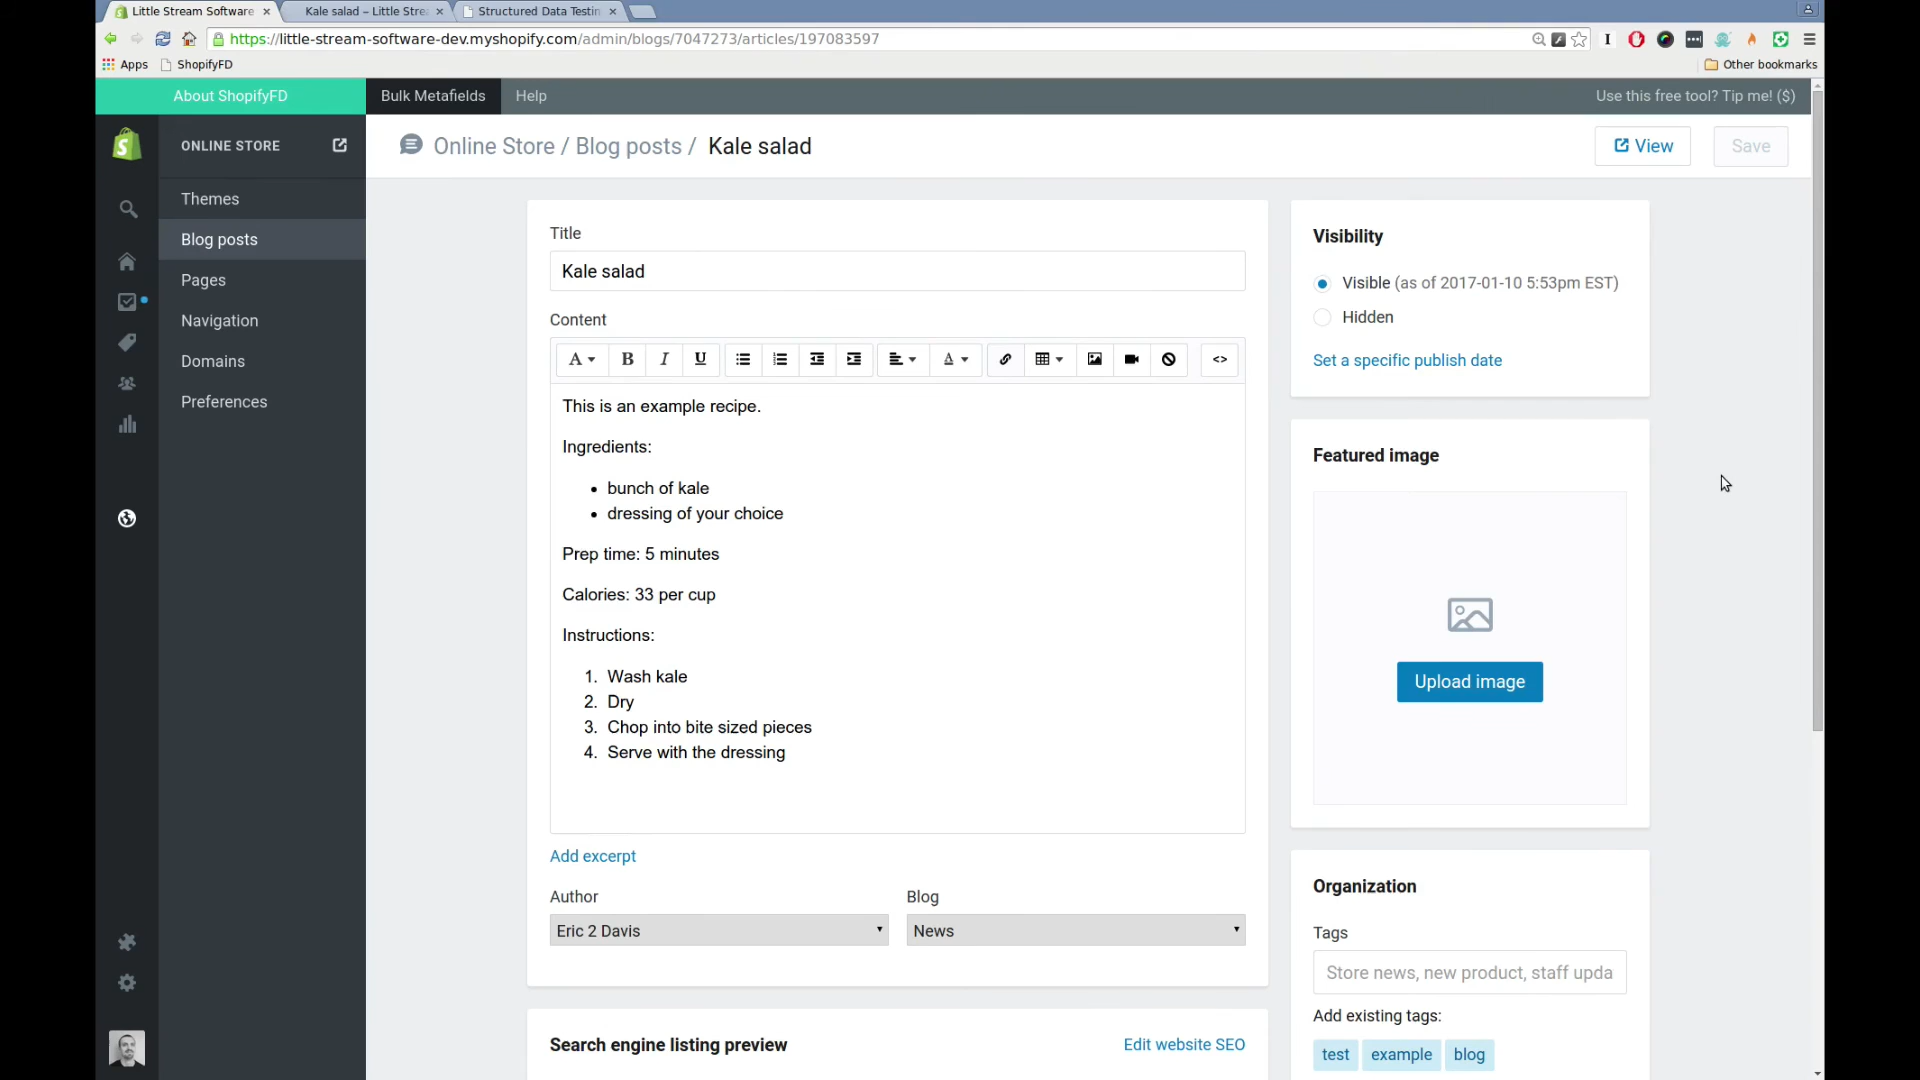 Little Stream Software
Kale salad – Little Stre
Structured Data Testin
https://little-stream-software-dev.myshopify.com/admin/blogs/7047273/articles/197083597
Apps
ShopifyFD
Other bookmarks
About ShopifyFD
Bulk Metafields
Help
Use this free tool? Tip me! ($)
ONLINE STORE
Online Store / Blog posts / Kale salad
View
Save
Themes
Blog posts
Pages
Navigation
Domains
Preferences
Title
Kale salad
Content
A B I U A <>
This is an example recipe.
Ingredients:
• bunch of kale
• dressing of your choice
Prep time: 5 minutes
Calories: 33 per cup
Instructions:
1. Wash kale
2. Dry
3. Chop into bite sized pieces
4. Serve with the dressing
Add excerpt
Author
Blog
Eric 2 Davis
News
Search engine listing preview
Edit website SEO
Visibility
Visible (as of 2017-01-10 5:53pm EST)
Hidden
Set a specific publish date
Featured image
Upload image
Organization
Tags
Store news, new product, staff upda
Add existing tags:
test example blog